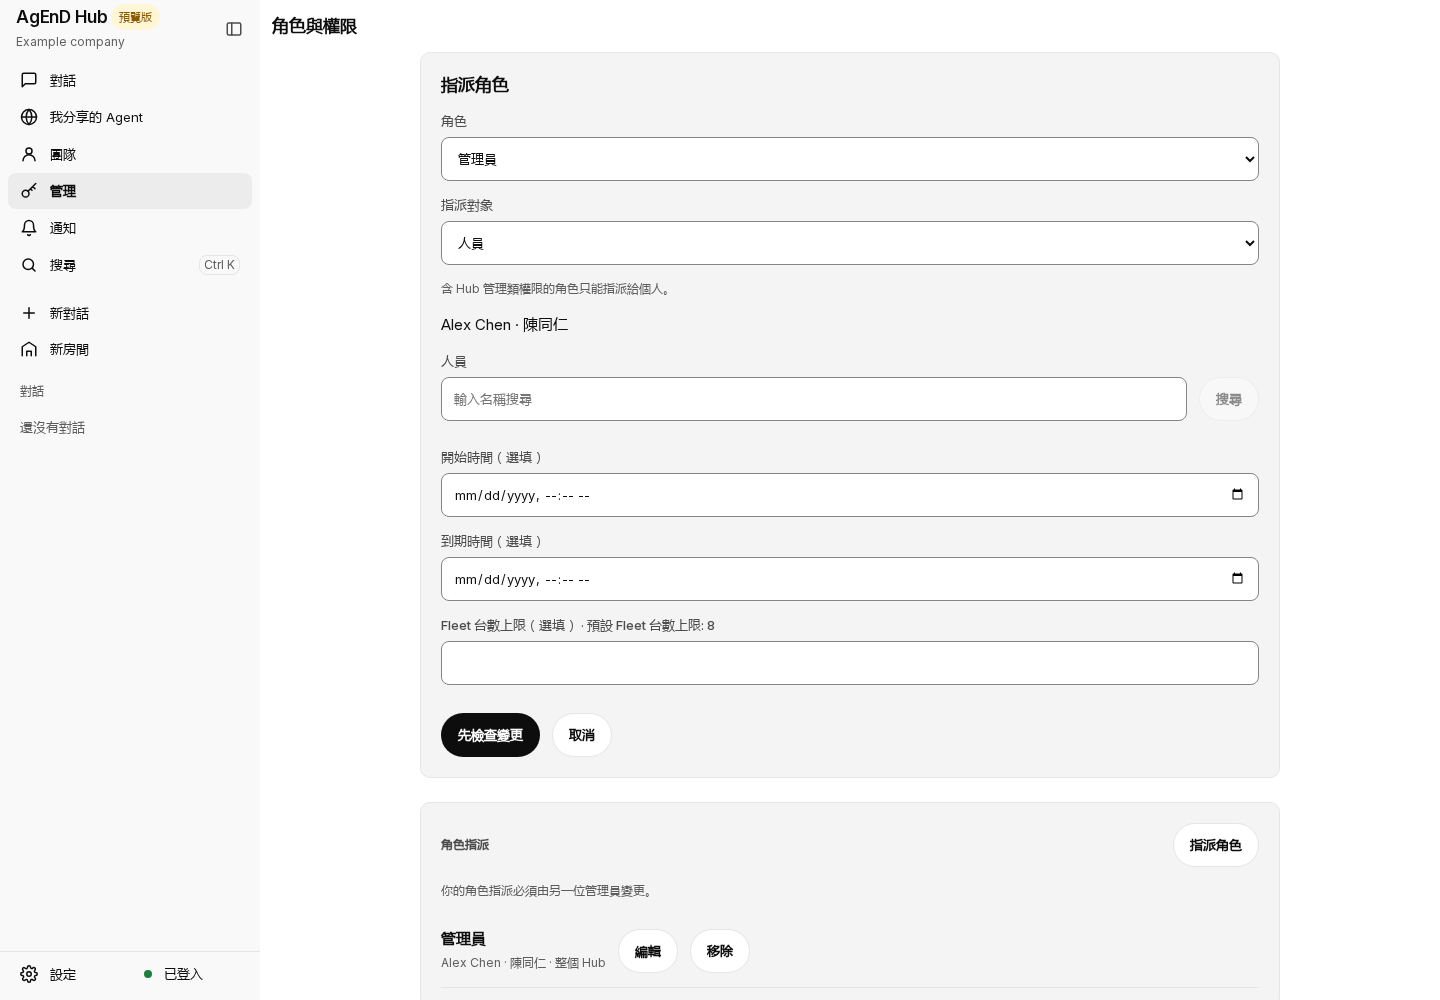 AgEnD Hub 預覽版
Example company
對話
我分享的 Agent
團隊
管理
通知
搜尋 Ctrl K
新對話
新房間
對話
還沒有對話
設定 已登入
角色與權限
指派角色
角色
管理員
指派對象
人員
含 Hub 管理類權限的角色只能指派給個人。
Alex Chen · 陳同仁
人員
輸入名稱搜尋 搜尋
開始時間（選填）
mm/dd/yyyy, --:-- --
到期時間（選填）
mm/dd/yyyy, --:-- --
Fleet 台數上限（選填）· 預設 Fleet 台數上限: 8
先檢查變更 取消
角色指派 指派角色
你的角色指派必須由另一位管理員變更。
管理員 編輯 移除
Alex Chen · 陳同仁 · 整個 Hub